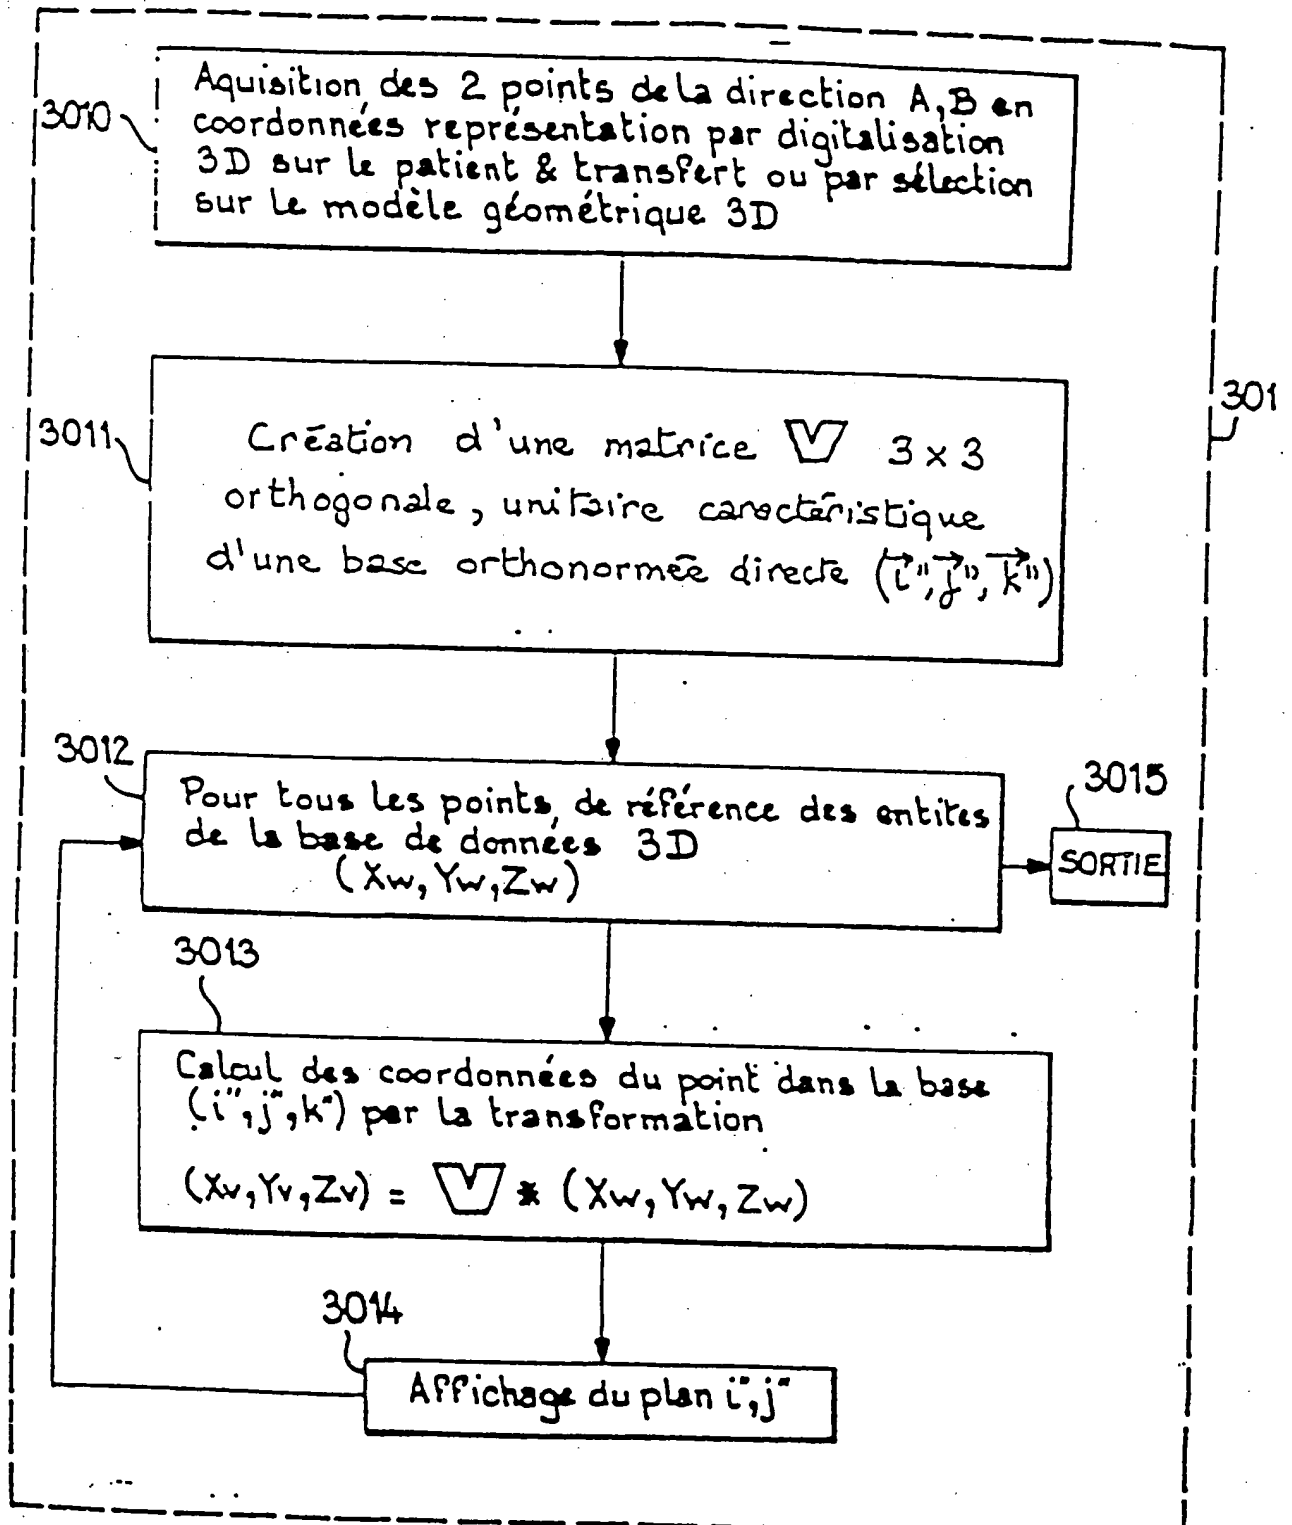 3010
Aquisition des 2 points de la direction A,B en
coordonnées représentation par digitalisation
3D sur le patient & transfert ou par sélection
sur le modèle géométrique 3D
301
3011
Création d'une matrice V 3 x 3
orthogonale, unitaire caractéristique
d'une base orthonormée directe (i", j", k")
3012
Pour tous les points, de référence des entites
de la base de données 3D
(Xw, Yw, Zw)
3015
SORTIE
3013
Calcul des coordonnées du point dans la base
(i", j", k") par la transformation
(Xv, Yv, Zv) = V * (Xw, Yw, Zw)
3014
Affichage du plan i", j"